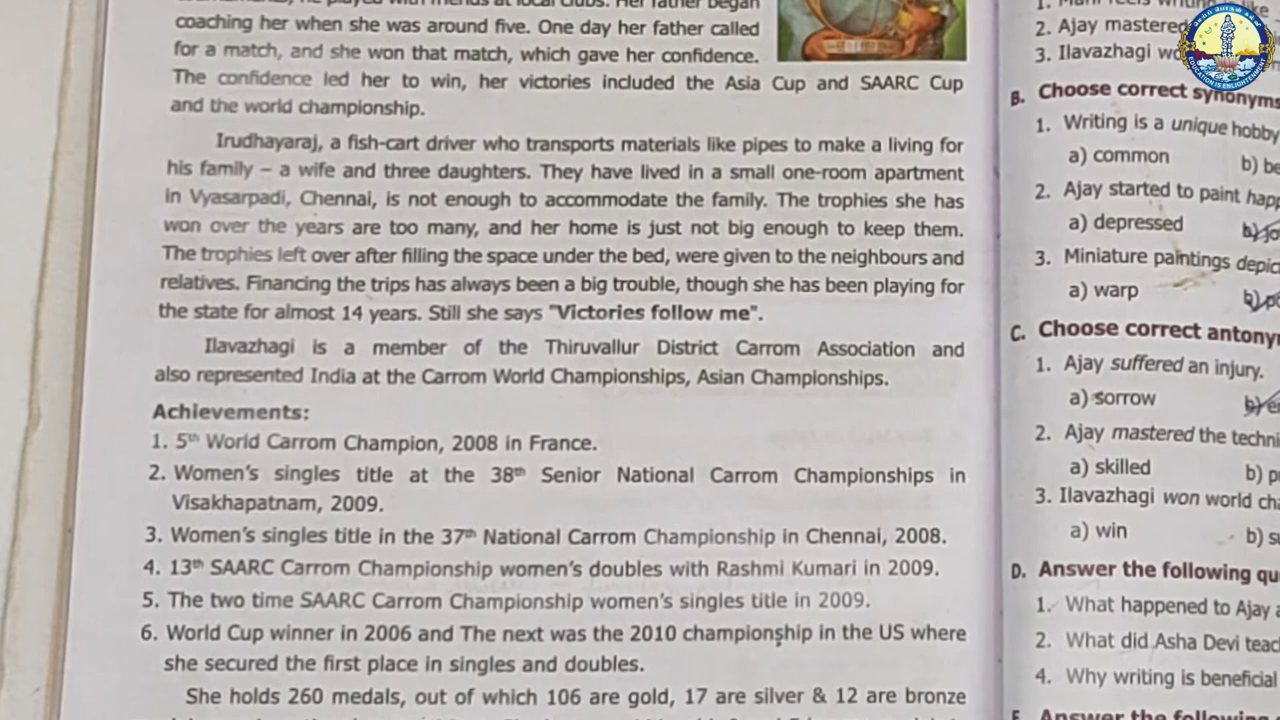 coaching her when she was around five. One day her father called
for a match, and she won that match, which gave her confidence.
The confidence led her to win, her victories included the Asia Cup and SAARC Cup
and the world championship.
Irudhayaraj, a fish-cart driver who transports materials like pipes to make a living for
his family – a wife and three daughters. They have lived in a small one-room apartment
in Vyasarpadi, Chennai, is not enough to accommodate the family. The trophies she has
won over the years are too many, and her home is just not big enough to keep them.
The trophies left over after filling the space under the bed, were given to the neighbours and
relatives. Financing the trips has always been a big trouble, though she has been playing for
the state for almost 14 years. Still she says "Victories follow me".
Ilavazhagi is a member of the Thiruvallur District Carrom Association and
also represented India at the Carrom World Championships, Asian Championships.
Achievements:
1. 5th World Carrom Champion, 2008 in France.
2. Women's singles title at the 38th Senior National Carrom Championships in
Visakhapatnam, 2009.
3. Women's singles title in the 37th National Carrom Championship in Chennai, 2008.
4. 13th SAARC Carrom Championship women's doubles with Rashmi Kumari in 2009.
5. The two time SAARC Carrom Championship women's singles title in 2009.
6. World Cup winner in 2006 and The next was the 2010 championship in the US where
she secured the first place in singles and doubles.
She holds 260 medals, out of which 106 are gold, 17 are silver & 12 are bronze
2. Ajay mastered
3. Ilavazhagi
B. Choose correct synonyms
1. Writing is a unique hobby
a) common b)
2. Ajay started to paint
a) depressed b)
3. Miniature paintings
a) warp b)
C. Choose correct
1. Ajay suffered an injury.
a) sorrow b)
2. Ajay mastered the
a) skilled b)
3. Ilavazhagi won world
a) win b)
D. Answer the following
1. What happened to Ajay
2. What did Asha Devi
4. Why writing is beneficial
E. Answer the following